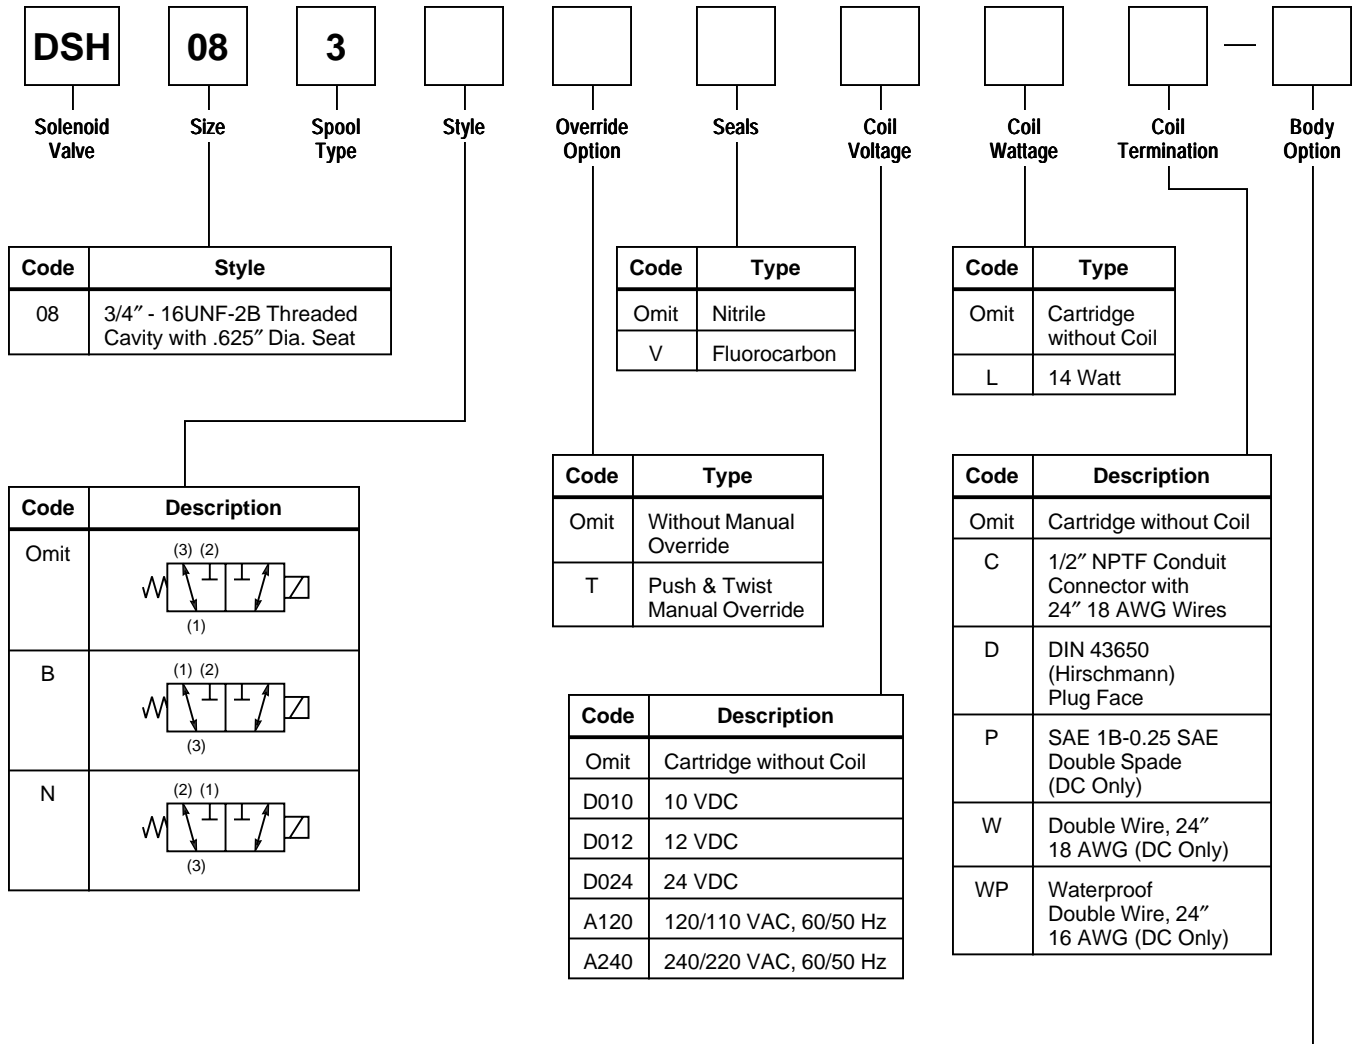 DSH 08 3 —
Solenoid Valve
Size
Spool Type
Style
Override Option
Seals
Coil Voltage
Coil Wattage
Coil Termination
Body Option
Code Style
08 3/4″ - 16UNF-2B Threaded
Cavity with .625″ Dia. Seat
Code Type
Omit Nitrile
V Fluorocarbon
Code Type
Omit Cartridge
without Coil
L 14 Watt
Code Description
Omit (3) (2)
(1)
B (1) (2)
(3)
N (2) (1)
(3)
Code Type
Omit Without Manual
Override
T Push & Twist
Manual Override
Code Description
Omit Cartridge without Coil
D010 10 VDC
D012 12 VDC
D024 24 VDC
A120 120/110 VAC, 60/50 Hz
A240 240/220 VAC, 60/50 Hz
Code Description
Omit Cartridge without Coil
C 1/2″ NPTF Conduit
Connector with
24″ 18 AWG Wires
D DIN 43650
(Hirschmann)
Plug Face
P SAE 1B-0.25 SAE
Double Spade
(DC Only)
W Double Wire, 24″
18 AWG (DC Only)
WP Waterproof
Double Wire, 24″
16 AWG (DC Only)